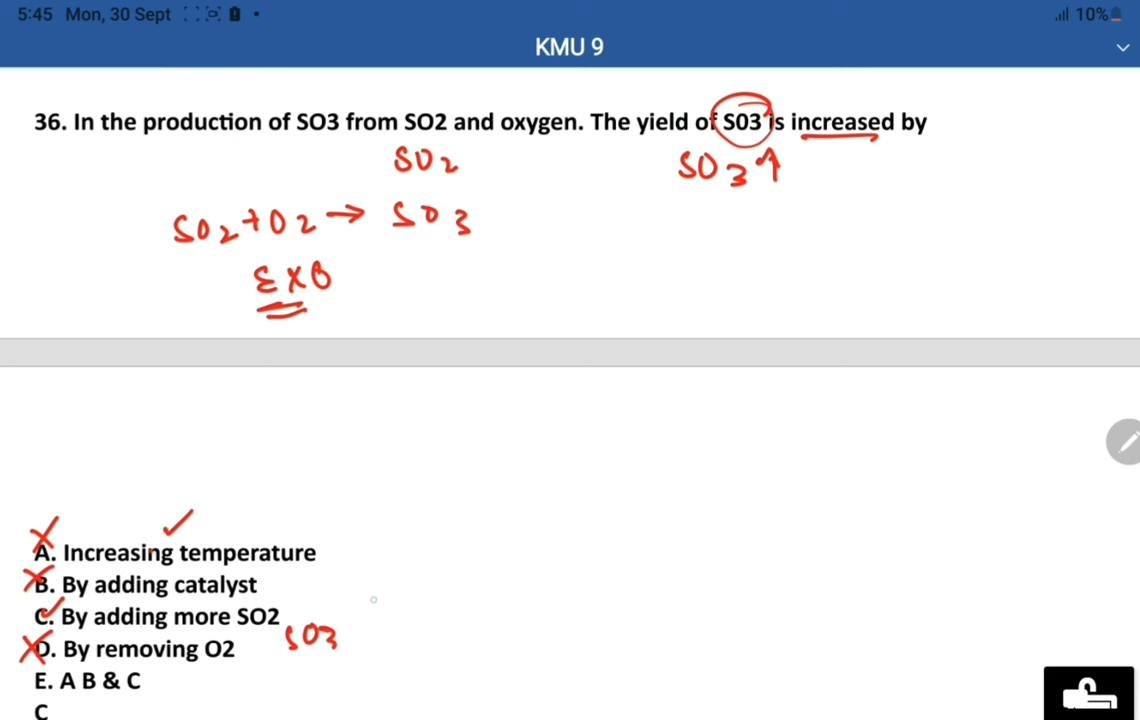 5:45 Mon, 30 Sept
10%
KMU 9
36. In the production of SO3 from SO2 and oxygen. The yield of S03 is increased by
SO2
SO3↑
SO2+O2→ SO3
EXO
A. Increasing temperature
B. By adding catalyst
C. By adding more SO2
SO3
D. By removing O2
E. A B & C
C